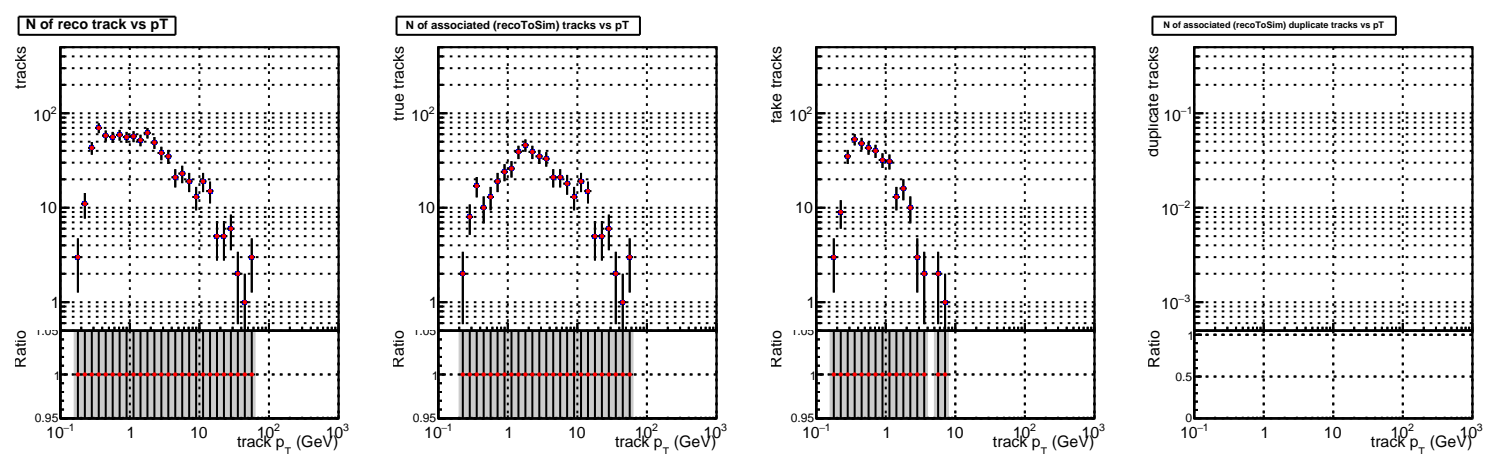 N of reco track vs pT
tracks
10²
10
1
Ratio
1.05
1
0.95
10⁻¹ 1 10 10² 10³
track p_T (GeV)
N of associated (recoToSim) tracks vs pT
true tracks
10²
10
1
Ratio
1.05
1
0.95
10⁻¹ 1 10 10² 10³
track p_T (GeV)
fake tracks
10²
10
1
Ratio
1.05
1
0.95
10⁻¹ 1 10 10² 10³
track p_T (GeV)
N of associated (recoToSim) duplicate tracks vs pT
duplicate tracks
10⁻¹
10⁻²
10⁻³
Ratio
1
0.5
0
10⁻¹ 1 10 10² 10³
track p_T (GeV)